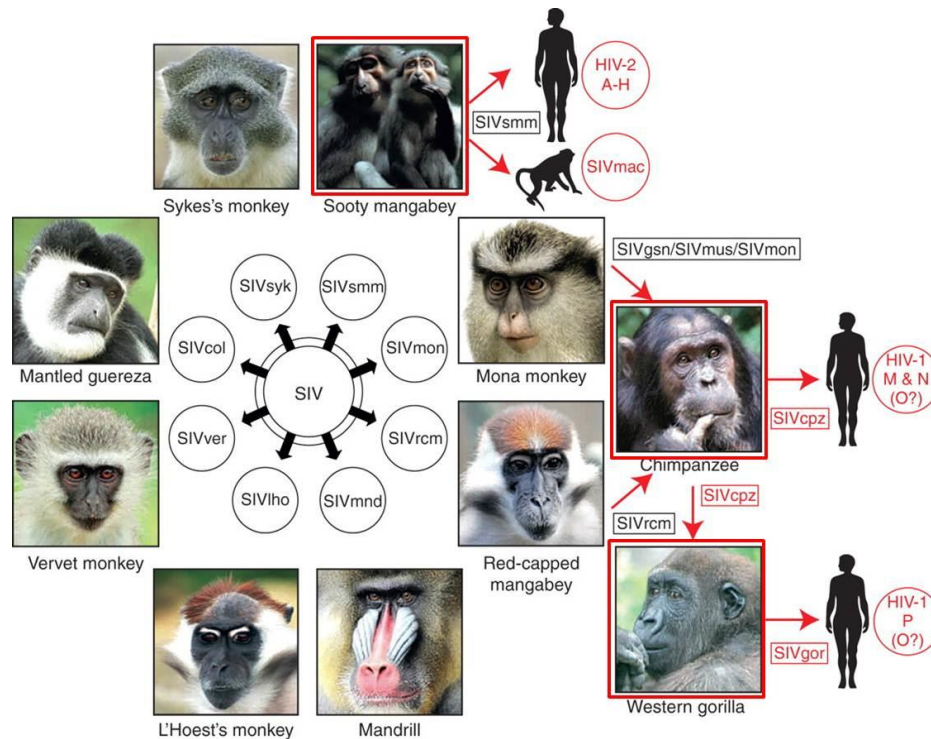 HIV-2
A-H
SIVsmm
SIVmac
Sykes's monkey
Sooty mangabey
SIVgsn/SIVmus/SIVmon
SIVsyk
SIVsmm
SIVcol
SIVmon
Mantled guereza
Mona monkey
SIV
HIV-1
M & N
(O?)
SIVcpz
SIVver
SIVrcm
Chimpanzee
SIVlho
SIVmnd
SIVcpz
SIVrcm
Vervet monkey
Red-capped
mangabey
HIV-1
P
(O?)
SIVgor
L'Hoest's monkey
Mandrill
Western gorilla